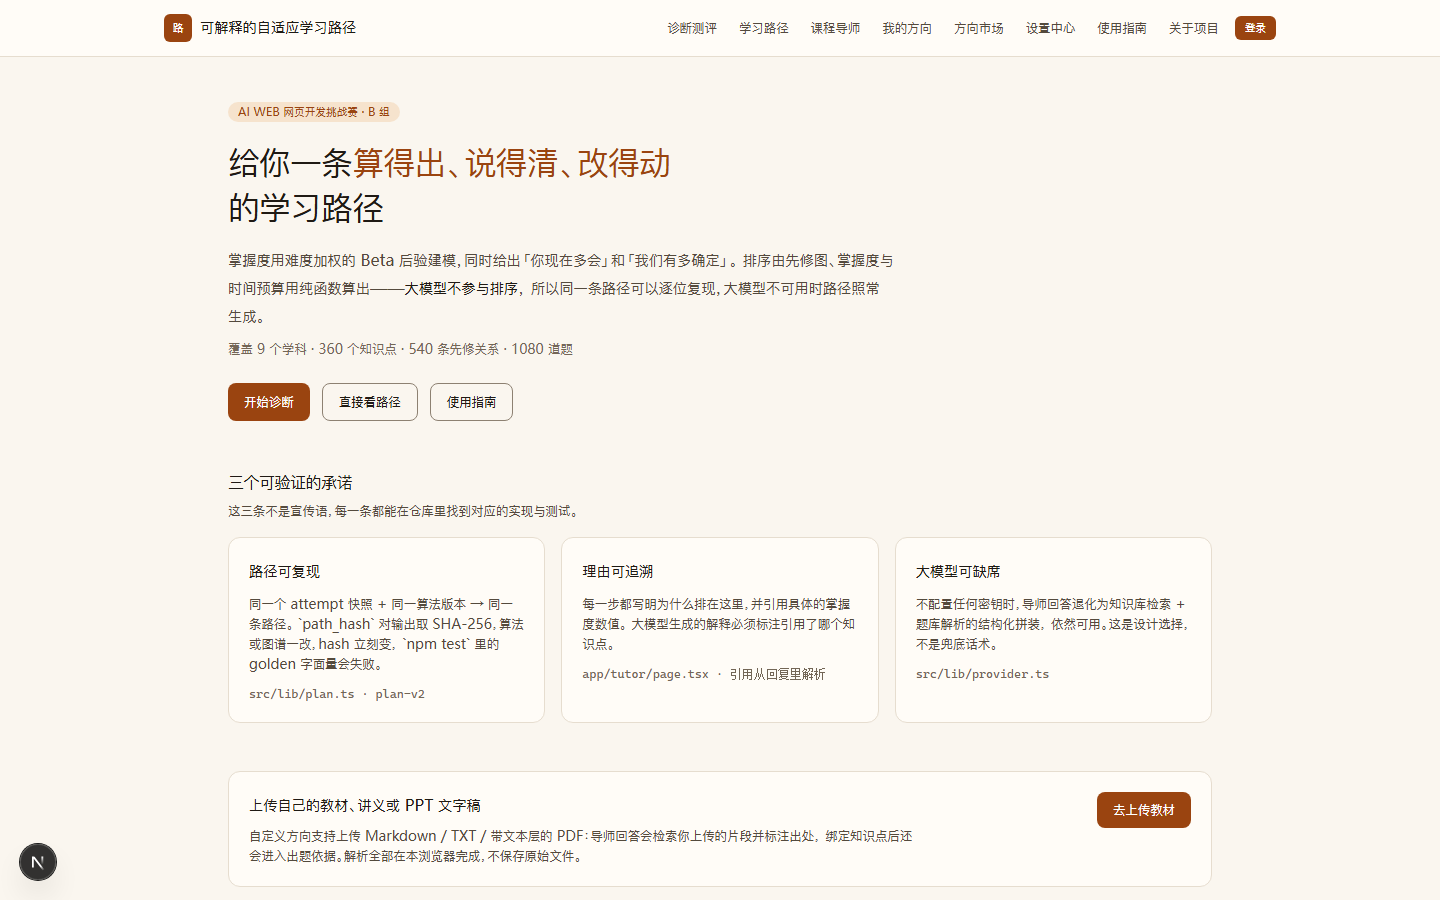 路 可解释的自适应学习路径
诊断测评 学习路径 课程导师 我的方向 方向市场 设置中心 使用指南 关于项目 登录
AI WEB 网页开发挑战赛 · B 组
给你一条算得出、说得清、改得动
的学习路径
掌握度用难度加权的 Beta 后验建模，同时给出「你现在多会」和「我们有多确定」。排序由先修图、掌握度与
时间预算用纯函数算出——大模型不参与排序，所以同一条路径可以逐位复现，大模型不可用时路径照常
生成。
覆盖 9 个学科 · 360 个知识点 · 540 条先修关系 · 1080 道题
开始诊断 直接看路径 使用指南
三个可验证的承诺
这三条不是宣传语，每一条都能在仓库里找到对应的实现与测试。
路径可复现
同一个 attempt 快照 + 同一算法版本 → 同一
条路径。`path_hash` 对输出取 SHA-256，算法
或图谱一改，hash 立刻变，`npm test` 里的
golden 字面量会失败。
src/lib/plan.ts · plan-v2
理由可追溯
每一步都写明为什么排在这里，并引用具体的掌握
度数值。大模型生成的解释必须标注引用了哪个知
识点。
app/tutor/page.tsx · 引用从回复里解析
大模型可缺席
不配置任何密钥时，导师回答退化为知识库检索 +
题库解析的结构化拼装，依然可用。这是设计选择，
不是兜底话术。
src/lib/provider.ts
上传自己的教材、讲义或 PPT 文字稿
自定义方向支持上传 Markdown / TXT / 带文本层的 PDF：导师回答会检索你上传的片段并标注出处，绑定知识点后还
会进入出题依据。解析全部在本浏览器完成，不保存原始文件。
去上传教材
N